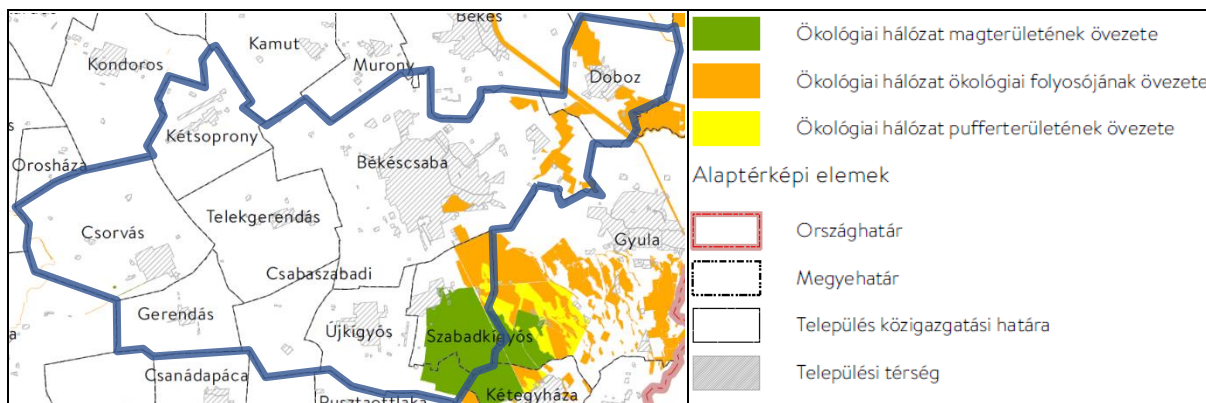 Kondoros
Kamut
Murony
Békés
Doboz
Kétsoprony
Orosháza
Békéscsaba
Telekgerendás
Csorvás
Gyula
Csabaszabadi
Gerendás
Újkígyós
Szabadkígyós
Csanádapáca
Pusztaottlaka
Kétegyháza
Ökológiai hálózat magterületének övezete
Ökológiai hálózat ökológiai folyosójának övezete
Ökológiai hálózat pufferterületének övezete
Alaptérképi elemek
Országhatár
Megyehatár
Település közigazgatási határa
Települési térség